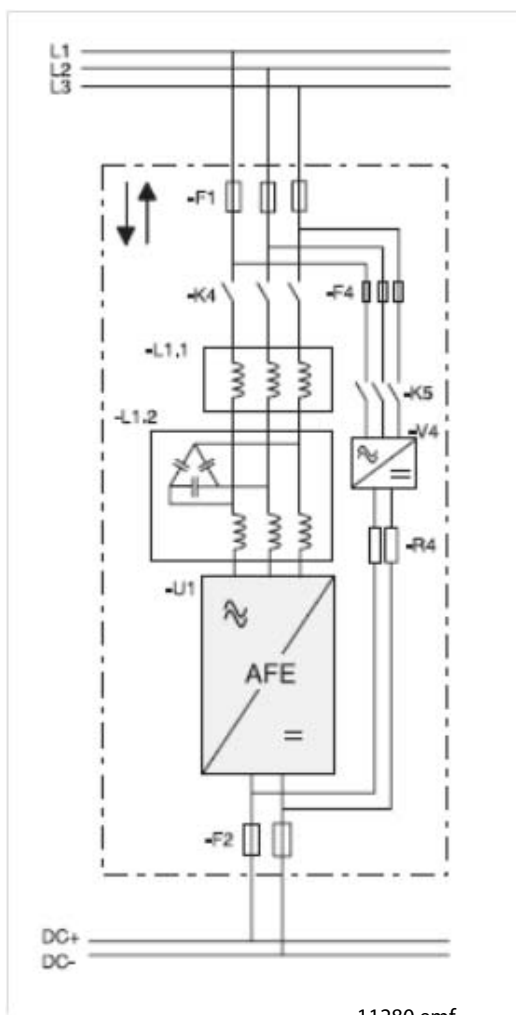 L1
L2
L3
-F1
-K4
-F4
-L1.1
-K5
-L1.2
-V4
-R4
-U1
AFE
-F2
DC+
DC-
11280.emf